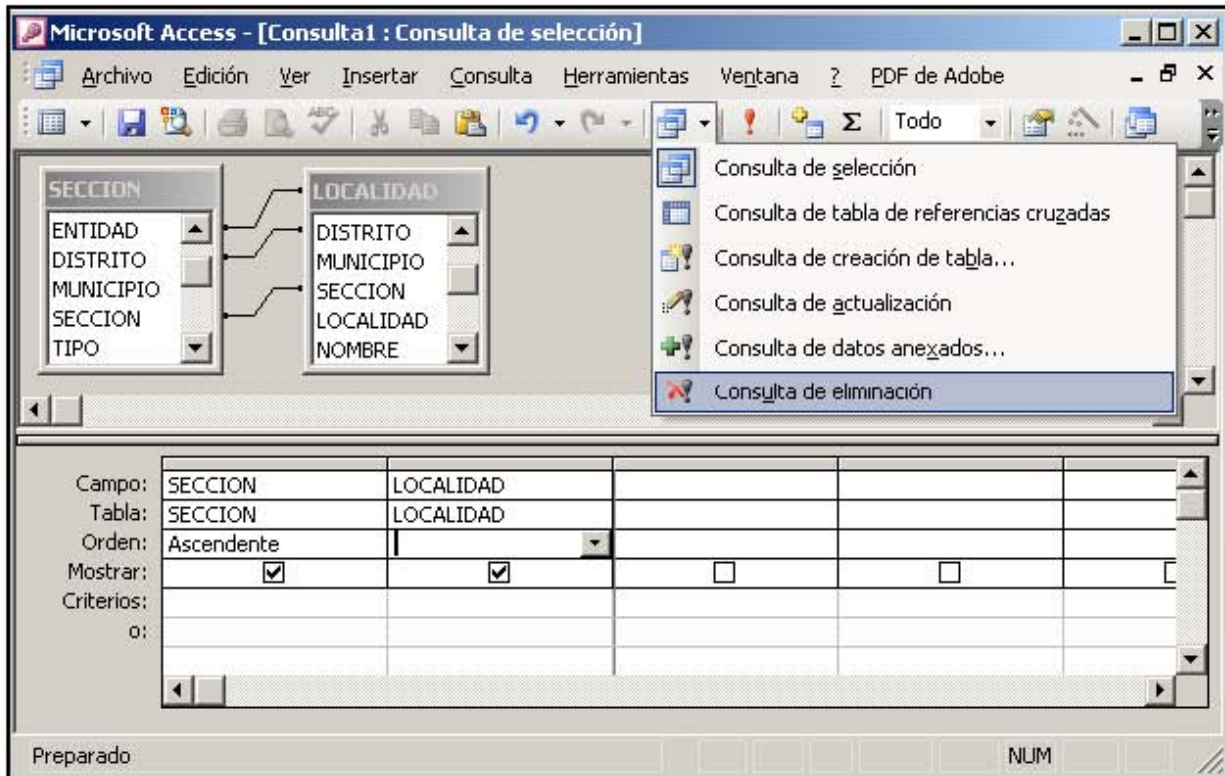 Microsoft Access - [Consulta1 : Consulta de selección]
Archivo Edición Ver Insertar Consulta Herramientas Ventana ? PDF de Adobe
ABC Σ Todo
SECCION
ENTIDAD
DISTRITO
MUNICIPIO
SECCION
TIPO
LOCALIDAD
DISTRITO
MUNICIPIO
SECCION
LOCALIDAD
NOMBRE
Consulta de selección
Consulta de tabla de referencias cruzadas
Consulta de creación de tabla...
Consulta de actualización
Consulta de datos anexados...
Consulta de eliminación
Campo: SECCION LOCALIDAD
Tabla: SECCION LOCALIDAD
Orden: Ascendente
Mostrar:
Criterios:
o:
Preparado NUM